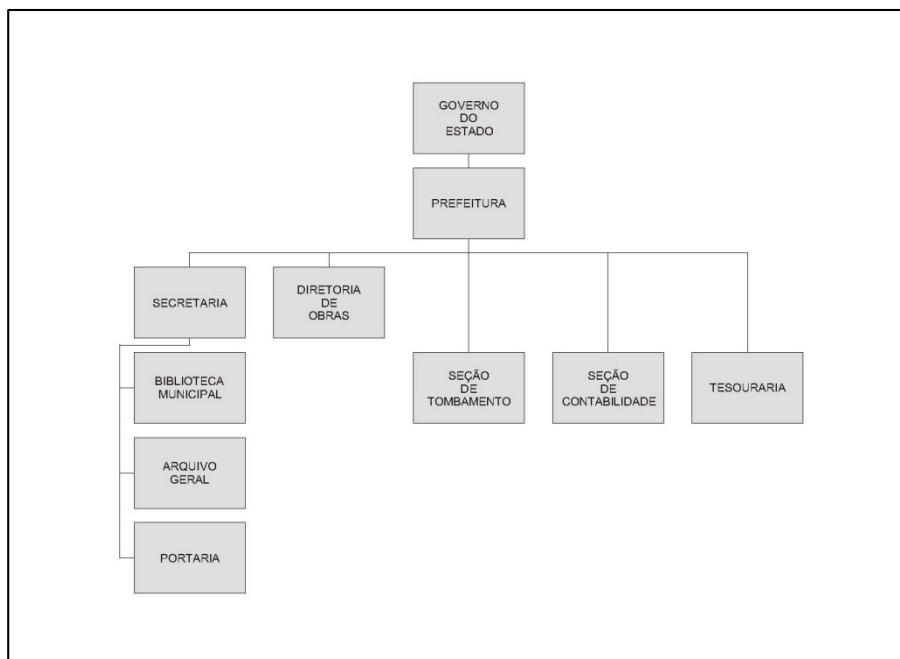 GOVERNO
DO
ESTADO
PREFEITURA
SECRETARIA
DIRETORIA
DE
OBRAS
BIBLIOTECA
MUNICIPAL
SEÇÃO
DE
TOMBAMENTO
SEÇÃO
DE
CONTABILIDADE
TESOURARIA
ARQUIVO
GERAL
PORTARIA